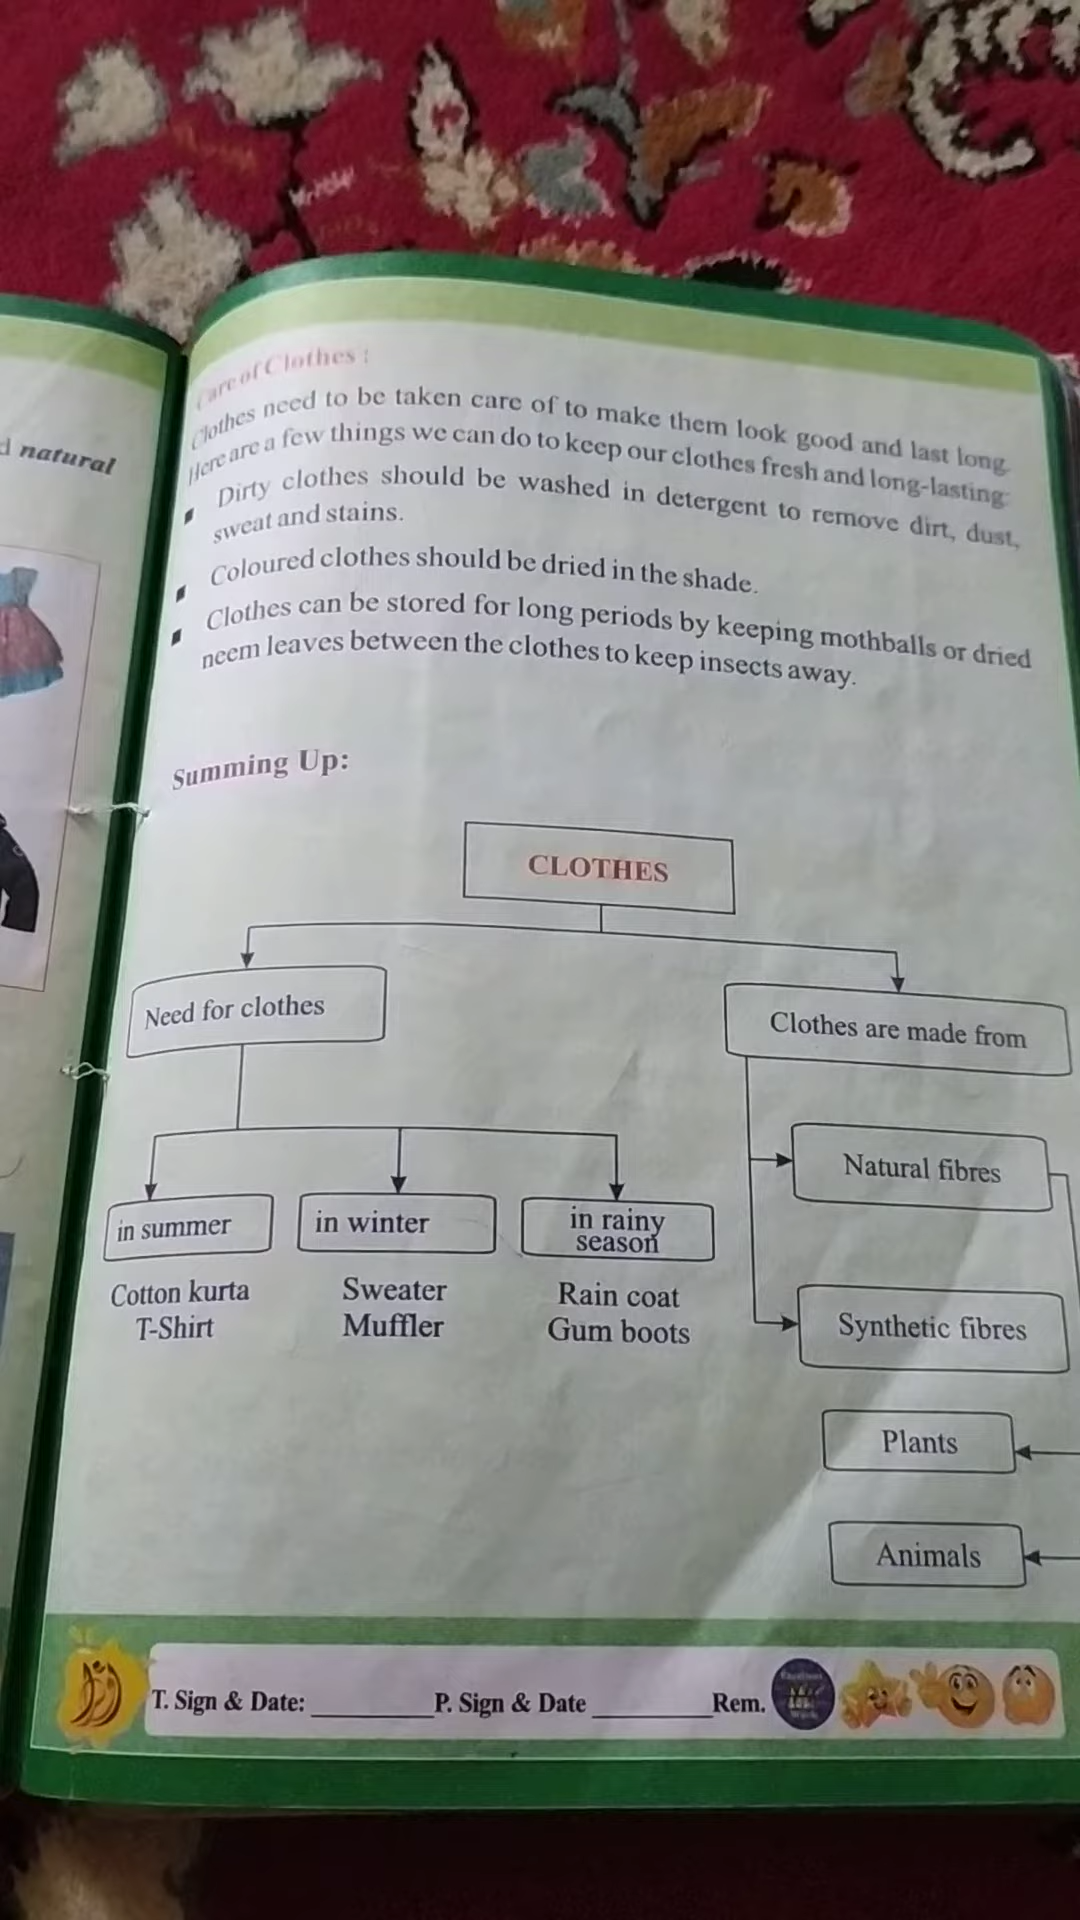 d natural
Care of Clothes :
Clothes need to be taken care of to make them look good and last long.
Here are a few things we can do to keep our clothes fresh and long-lasting:
▪ Dirty clothes should be washed in detergent to remove dirt, dust,
sweat and stains.
▪ Coloured clothes should be dried in the shade.
▪ Clothes can be stored for long periods by keeping mothballs or dried
neem leaves between the clothes to keep insects away.
Summing Up:
CLOTHES
Need for clothes
Clothes are made from
in summer
Cotton kurta
T-Shirt
in winter
Sweater
Muffler
in rainy
season
Rain coat
Gum boots
Natural fibres
Synthetic fibres
Plants
Animals
T. Sign & Date: __________ P. Sign & Date __________ Rem.